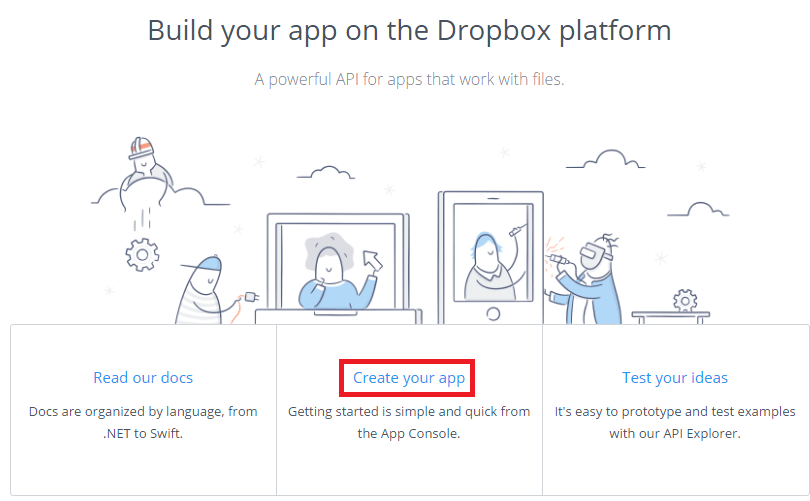 Build your app on the Dropbox platform
A powerful API for apps that work with files.
Read our docs
Docs are organized by language, from
.NET to Swift.
Create your app
Getting started is simple and quick from
the App Console.
Test your ideas
It's easy to prototype and test examples
with our API Explorer.